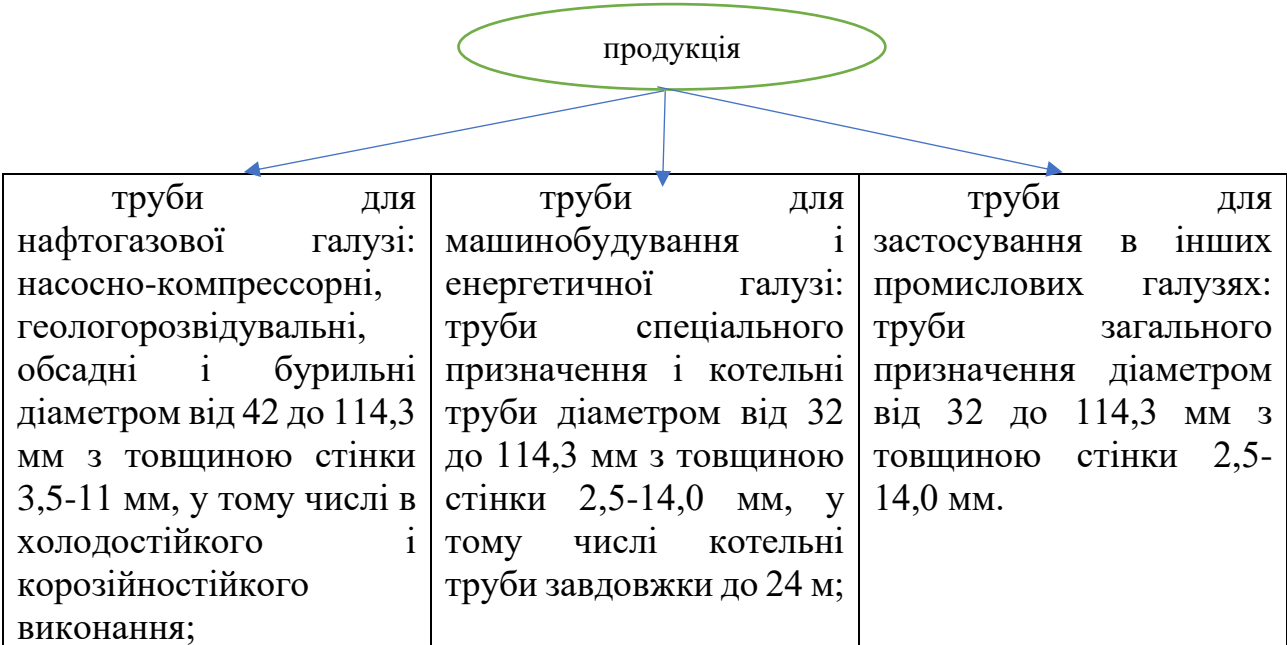 продукція
труби для
нафтогазової галузі:
насосно-компрессорні,
геологорозвідувальні,
обсадні і бурильні
діаметром від 42 до 114,3
мм з товщиною стінки
3,5-11 мм, у тому числі в
холодостійкого і
корозійностійкого
виконання;
труби для
машинобудування і
енергетичної галузі:
труби спеціального
призначення і котельні
труби діаметром від 32
до 114,3 мм з товщиною
стінки 2,5-14,0 мм, у
тому числі котельні
труби завдовжки до 24 м;
труби для
застосування в інших
промислових галузях:
труби загального
призначення діаметром
від 32 до 114,3 мм з
товщиною стінки 2,5-
14,0 мм.